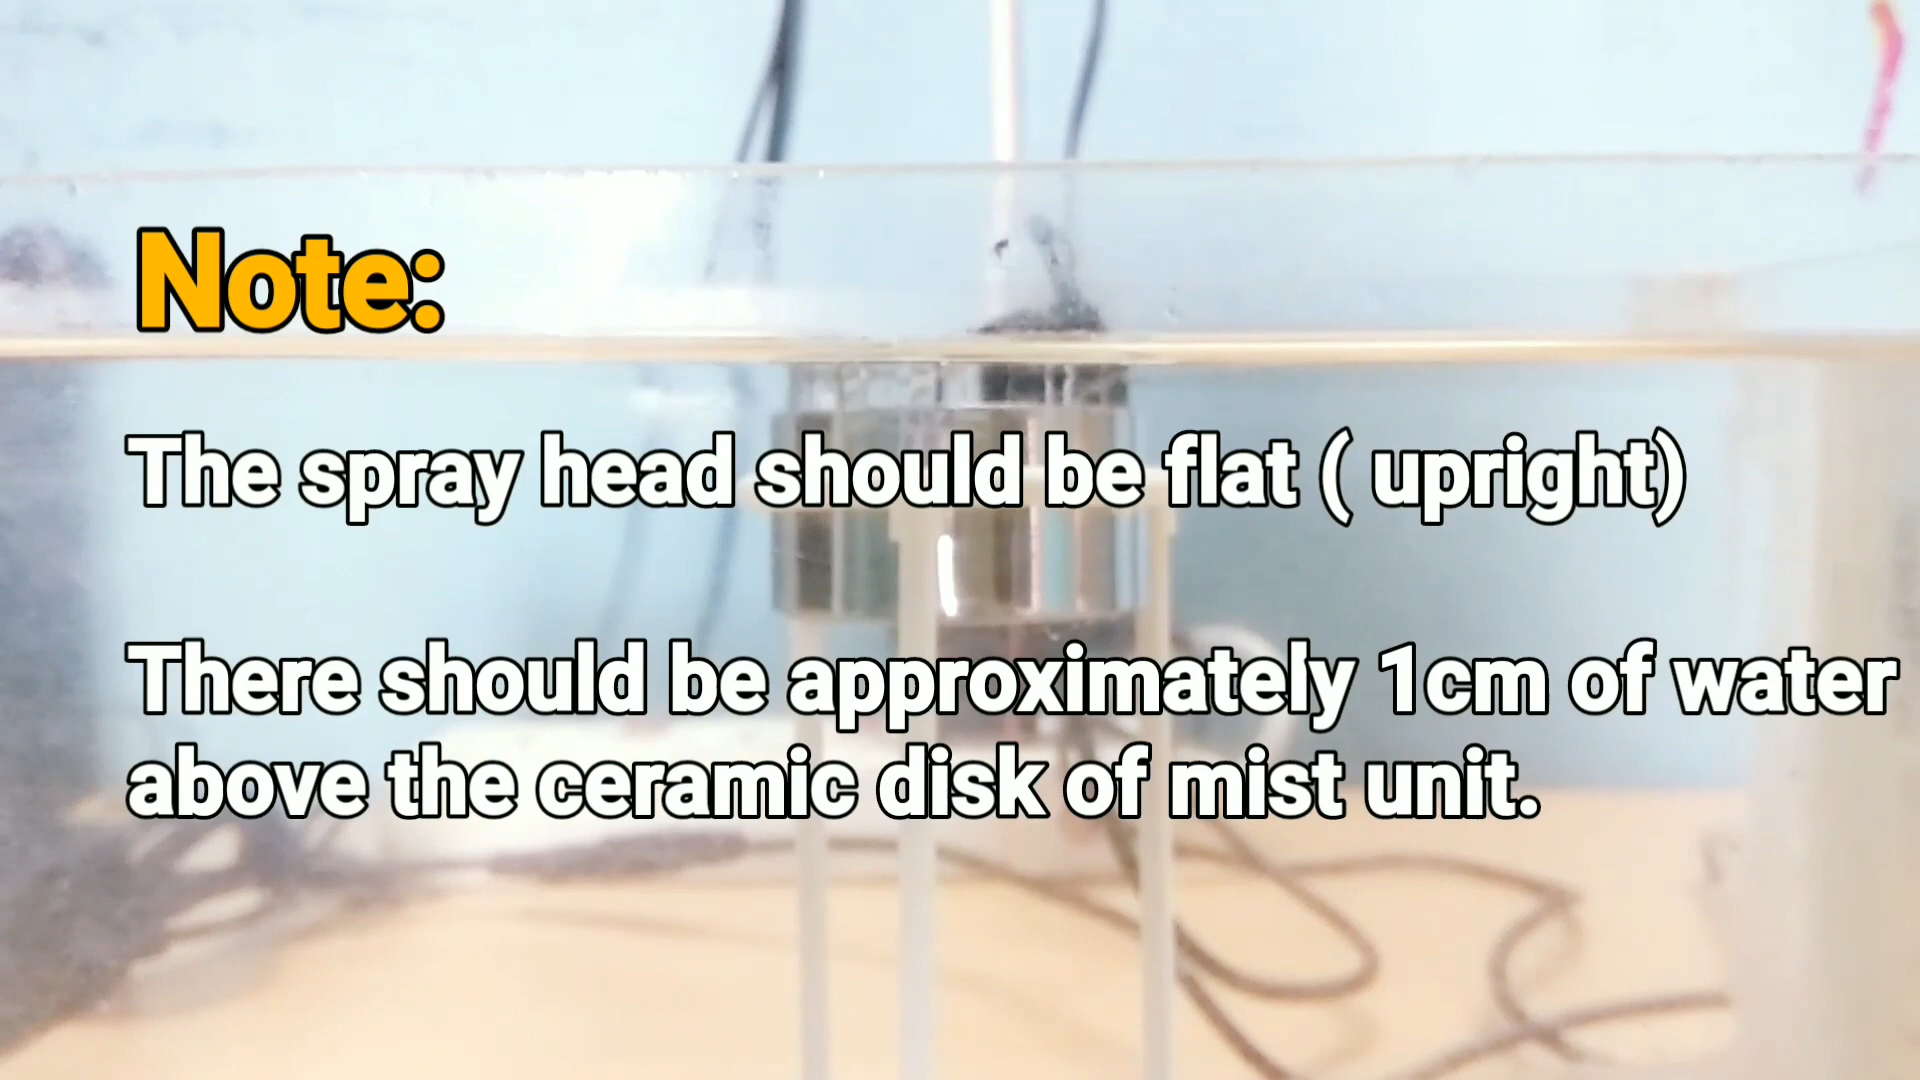 Note:
The spray head should be flat ( upright)
There should be approximately 1cm of water
above the ceramic disk of mist unit.